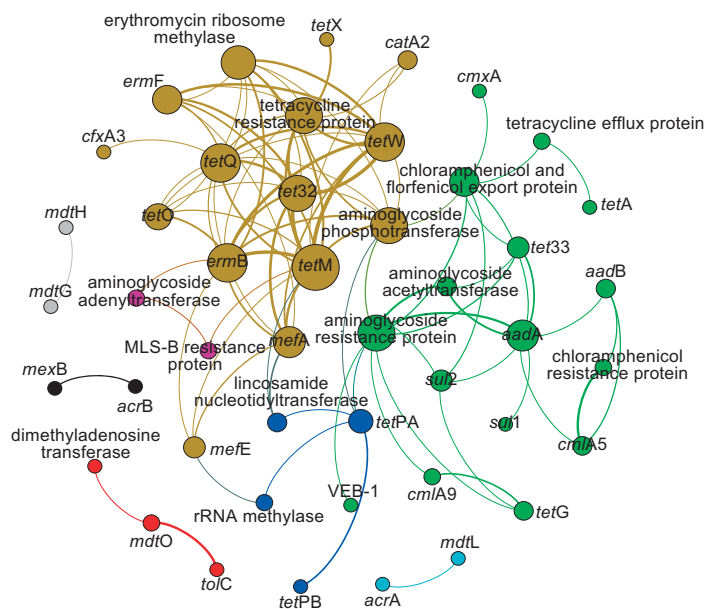 erythromycin ribosome
methylase
tetX
catA2
ermF
cmxA
tetracycline
resistance protein
tetracycline efflux protein
cfxA3
tetQ
tetW
chloramphenicol and
florfenicol export protein
tet32
tetA
mdtH
tetO
aminoglycoside
phosphotransferase
tet33
ermB
tetM
aadB
mdtG
aminoglycoside
adenyltransferase
aminoglycoside
acetyltransferase
aminoglycoside
resistance protein
aadA
mefA
MLS-B resistance
protein
chloramphenicol
resistance protein
mexB
acrB
lincosamide
nucleotidyltransferase
sul2
tetPA
sul1
cmlA5
dimethyladenosine
transferase
mefE
VEB-1
cmlA9
rRNA methylase
tetG
mdtO
mdtL
tolC
tetPB
acrA